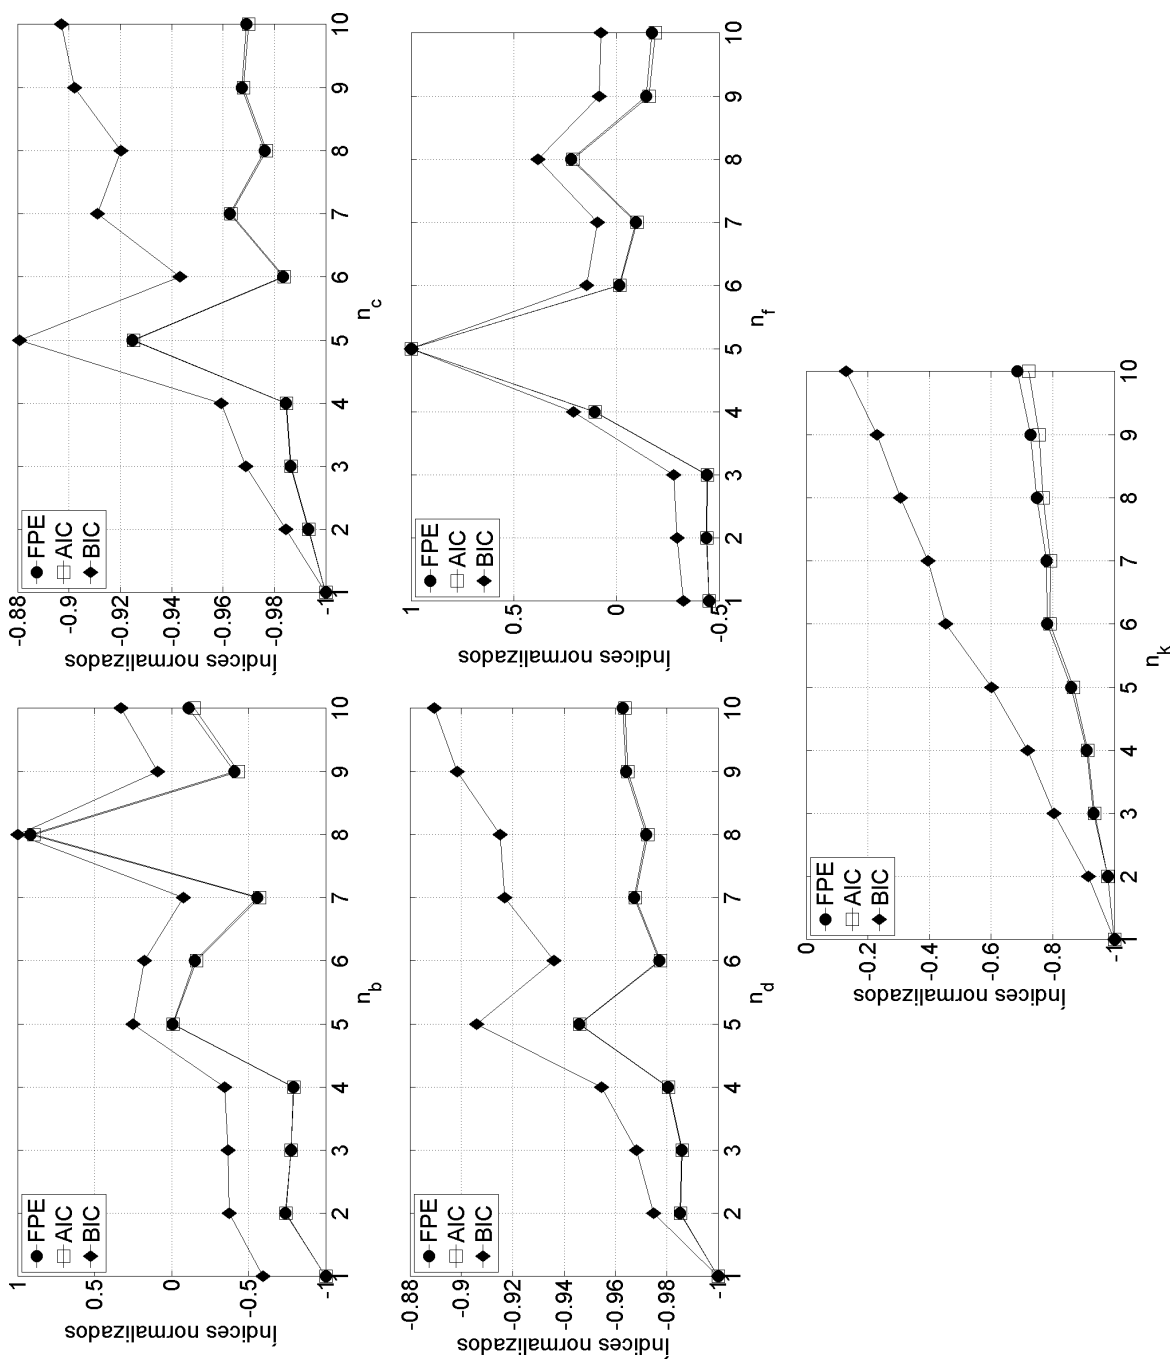 Índices normalizados
1
0.5
0
-0.5
-1
1 2 3 4 5 6 7 8 9 10
n_b
FPE
AIC
BIC
Índices normalizados
-0.88
-0.9
-0.92
-0.94
-0.96
-0.98
-1
1 2 3 4 5 6 7 8 9 10
n_c
FPE
AIC
BIC
Índices normalizados
-0.88
-0.9
-0.92
-0.94
-0.96
-0.98
-1
1 2 3 4 5 6 7 8 9 10
n_d
FPE
AIC
BIC
Índices normalizados
1
0.5
0
-0.5
1 2 3 4 5 6 7 8 9 10
n_f
FPE
AIC
BIC
Índices normalizados
0
-0.2
-0.4
-0.6
-0.8
-1
1 2 3 4 5 6 7 8 9 10
n_k
FPE
AIC
BIC